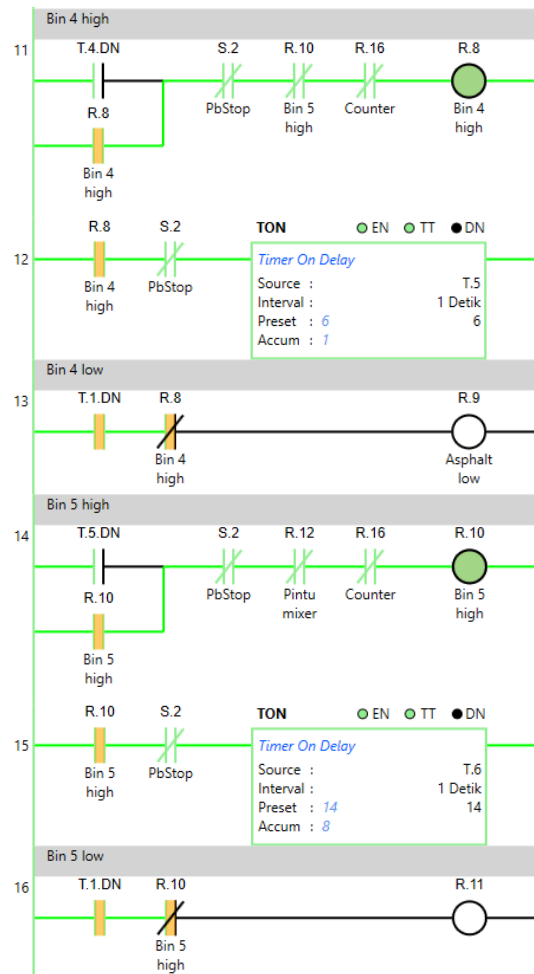 Bin 4 high
11
T.4.DN S.2 R.10 R.16 R.8
PbStop Bin 5 Counter Bin 4
high high
R.8
Bin 4
high
R.8 S.2 TON EN TT DN
12
Timer On Delay
Bin 4 PbStop Source : T.5
high Interval : 1 Detik
Preset : 6 6
Accum : 1
Bin 4 low
13
T.1.DN R.8 R.9
Bin 4 Asphalt
high low
Bin 5 high
14
T.5.DN S.2 R.12 R.16 R.10
PbStop Pintu Counter Bin 5
mixer high
R.10
Bin 5
high
R.10 S.2 TON EN TT DN
15
Timer On Delay
Bin 5 PbStop Source : T.6
high Interval : 1 Detik
Preset : 14 14
Accum : 8
Bin 5 low
16
T.1.DN R.10 R.11
Bin 5
high